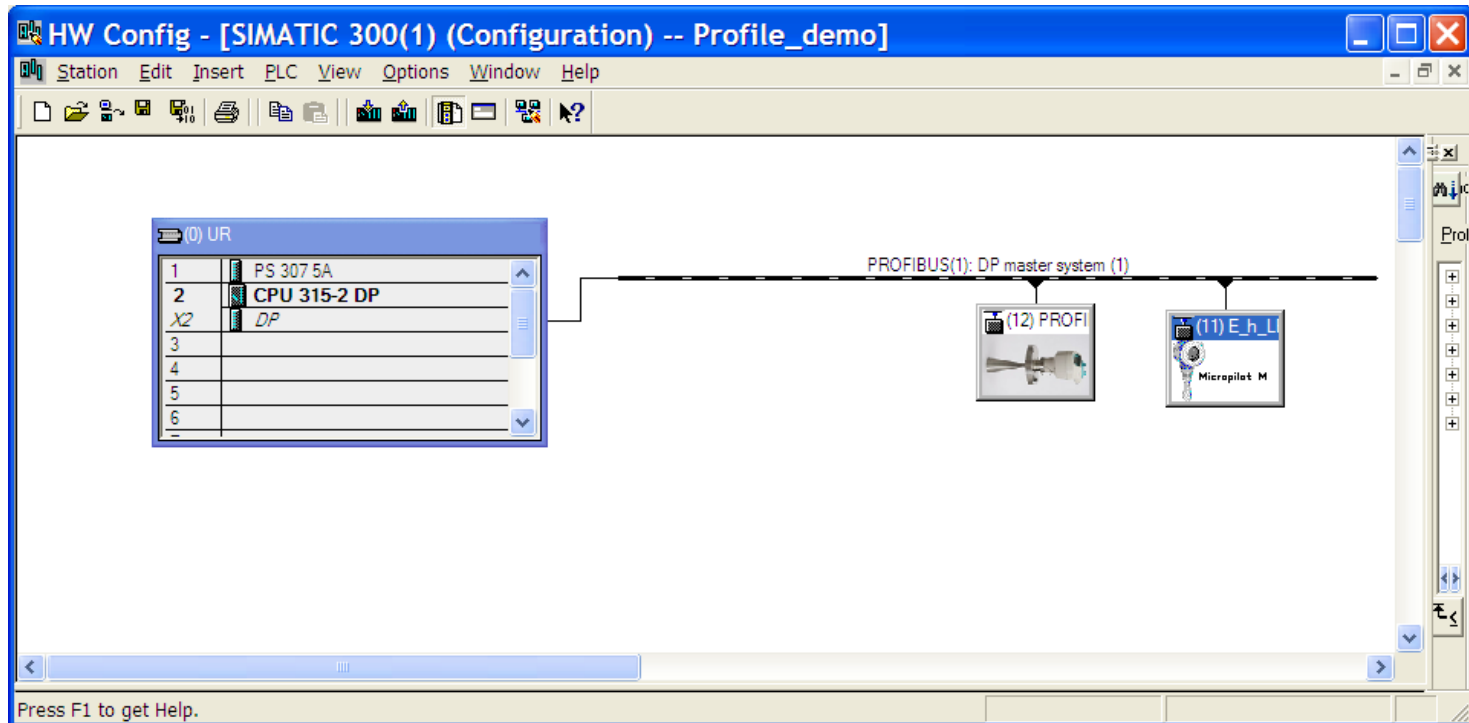 HW Config - [SIMATIC 300(1) (Configuration) -- Profile_demo]
Station Edit Insert PLC View Options Window Help
(0) UR
1 PS 307 5A
2 CPU 315-2 DP
X2 DP
3
4
5
6
PROFIBUS(1): DP master system (1)
(12) PROFI
(11) E_h_L
Micropilot M
Prof
Press F1 to get Help.